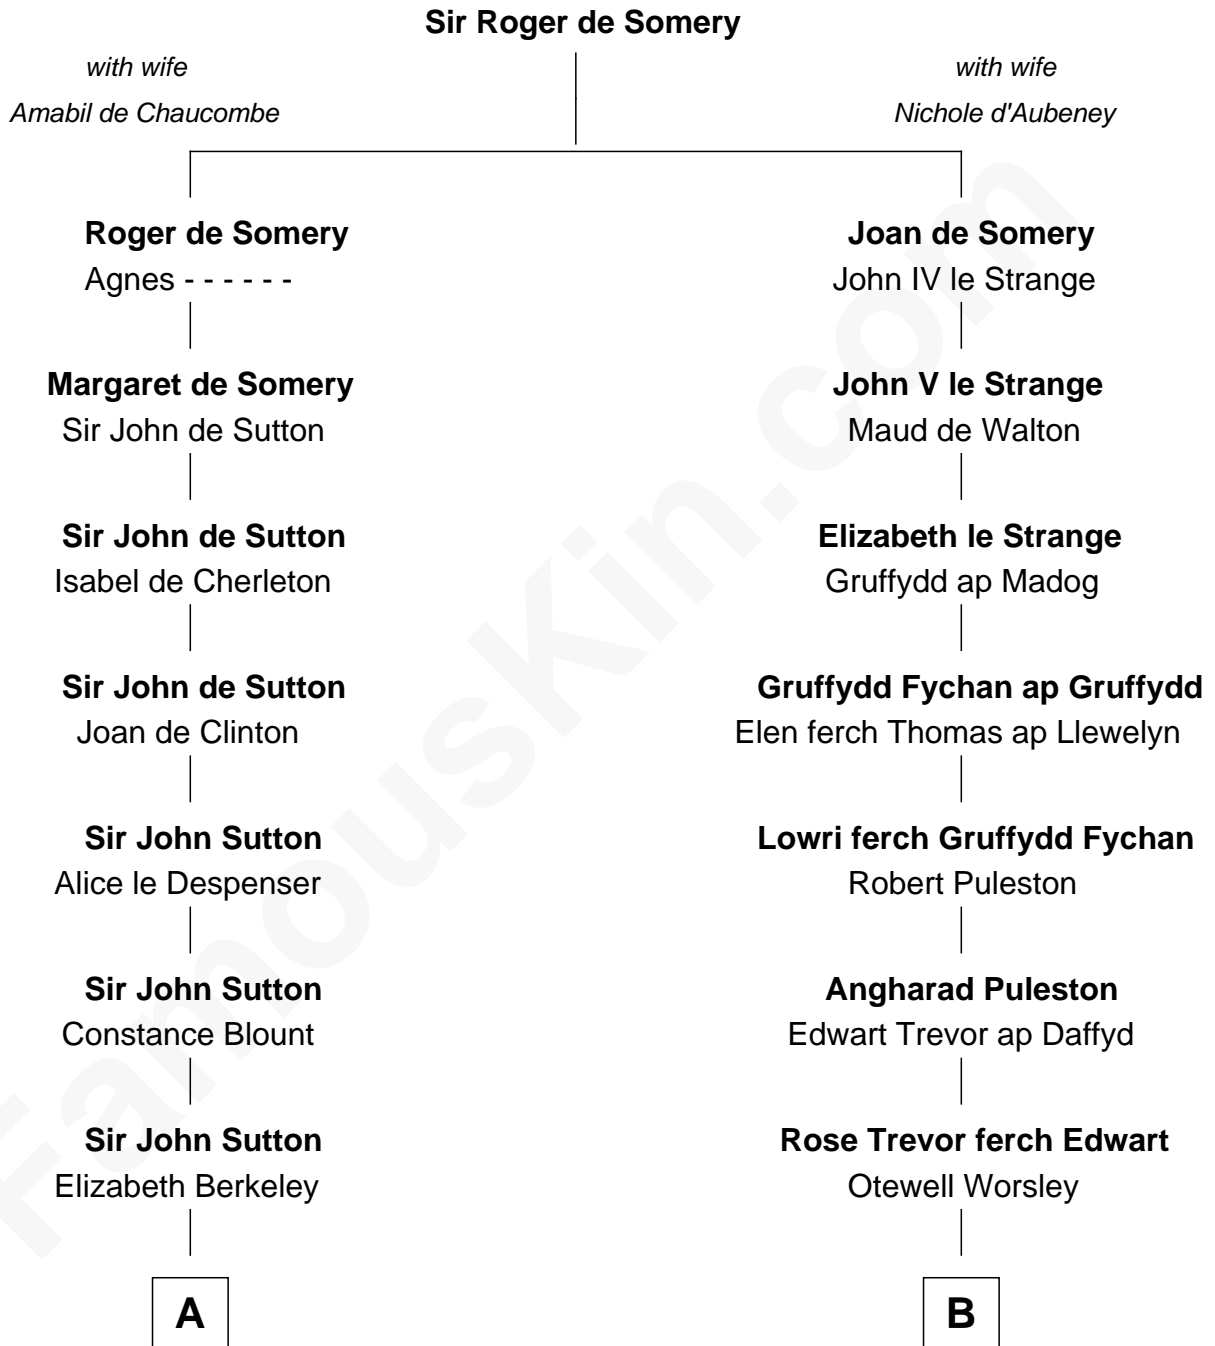 Sir Roger de Somery
with wife
Amabil de Chaucombe
with wife
Nichole d'Aubeney
Roger de Somery
Agnes - - - - - -
Joan de Somery
John IV le Strange
Margaret de Somery
Sir John de Sutton
John V le Strange
Maud de Walton
Sir John de Sutton
Isabel de Cherleton
Elizabeth le Strange
Gruffydd ap Madog
Sir John de Sutton
Joan de Clinton
Gruffydd Fychan ap Gruffydd
Elen ferch Thomas ap Llewelyn
Sir John Sutton
Alice le Despenser
Lowri ferch Gruffydd Fychan
Robert Puleston
Sir John Sutton
Constance Blount
Angharad Puleston
Edwart Trevor ap Daffyd
Sir John Sutton
Elizabeth Berkeley
Rose Trevor ferch Edwart
Otewell Worsley
A
B
FamousKin.com